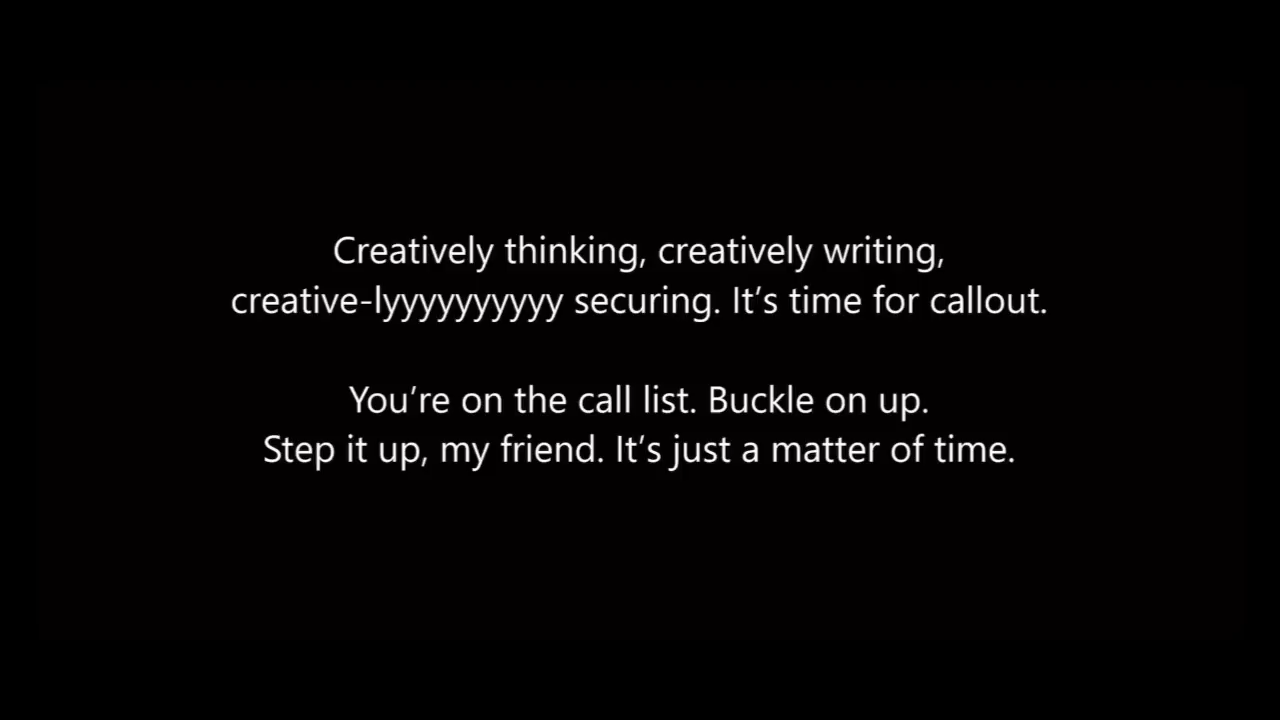 Creatively thinking, creatively writing,
creative-lyyyyyyyyyy securing. It’s time for callout.
You’re on the call list. Buckle on up.
Step it up, my friend. It’s just a matter of time.